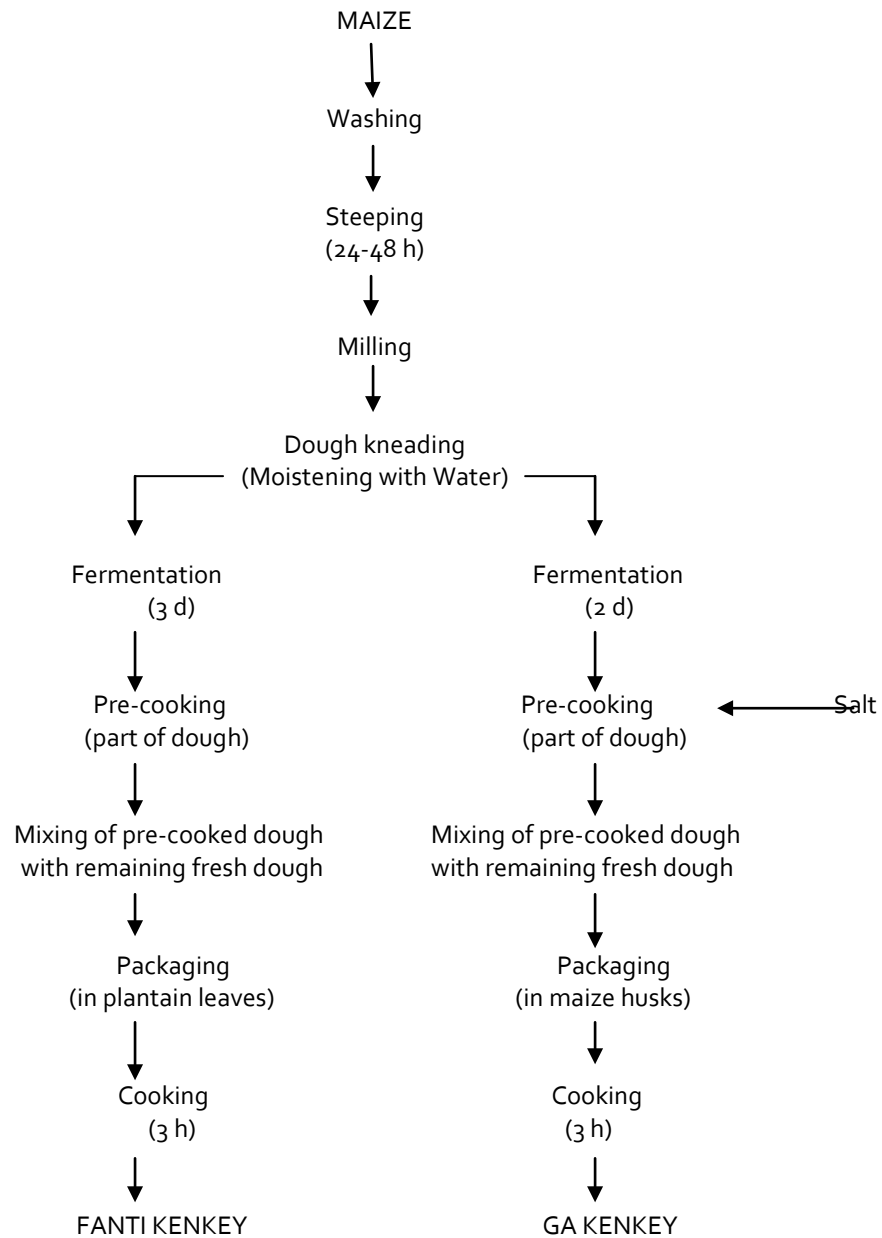 MAIZE
Washing
Steeping
(24-48 h)
Milling
Dough kneading
(Moistening with Water)
Fermentation
(3 d)
Pre-cooking
(part of dough)
Mixing of pre-cooked dough
with remaining fresh dough
Packaging
(in plantain leaves)
Cooking
(3 h)
FANTI KENKEY
Fermentation
(2 d)
Pre-cooking
(part of dough)
Salt
Mixing of pre-cooked dough
with remaining fresh dough
Packaging
(in maize husks)
Cooking
(3 h)
GA KENKEY